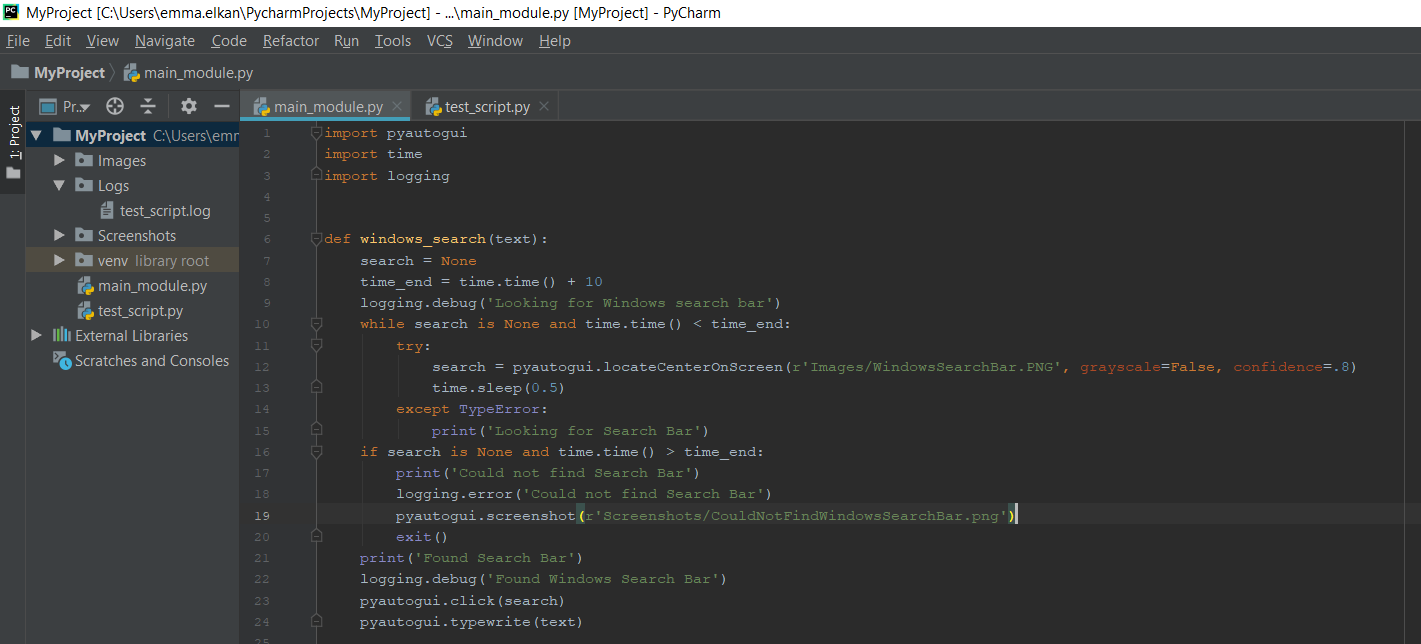 PC MyProject [C:\Users\emma.elkan\PycharmProjects\MyProject] - ...\main_module.py [MyProject] - PyCharm
File Edit View Navigate Code Refactor Run Tools VCS Window Help
MyProject main_module.py
1: Project
Pr...
MyProject C:\Users\emm
Images
Logs
test_script.log
Screenshots
venv library root
main_module.py
test_script.py
External Libraries
Scratches and Consoles
main_module.py test_script.py
1 import pyautogui
2 import time
3 import logging
4
5
6 def windows_search(text):
7 search = None
8 time_end = time.time() + 10
9 logging.debug('Looking for Windows search bar')
10 while search is None and time.time() < time_end:
11 try:
12 search = pyautogui.locateCenterOnScreen(r'Images/WindowsSearchBar.PNG', grayscale=False, confidence=.8)
13 time.sleep(0.5)
14 except TypeError:
15 print('Looking for Search Bar')
16 if search is None and time.time() > time_end:
17 print('Could not find Search Bar')
18 logging.error('Could not find Search Bar')
19 pyautogui.screenshot(r'Screenshots/CouldNotFindWindowsSearchBar.png')
20 exit()
21 print('Found Search Bar')
22 logging.debug('Found Windows Search Bar')
23 pyautogui.click(search)
24 pyautogui.typewrite(text)
25